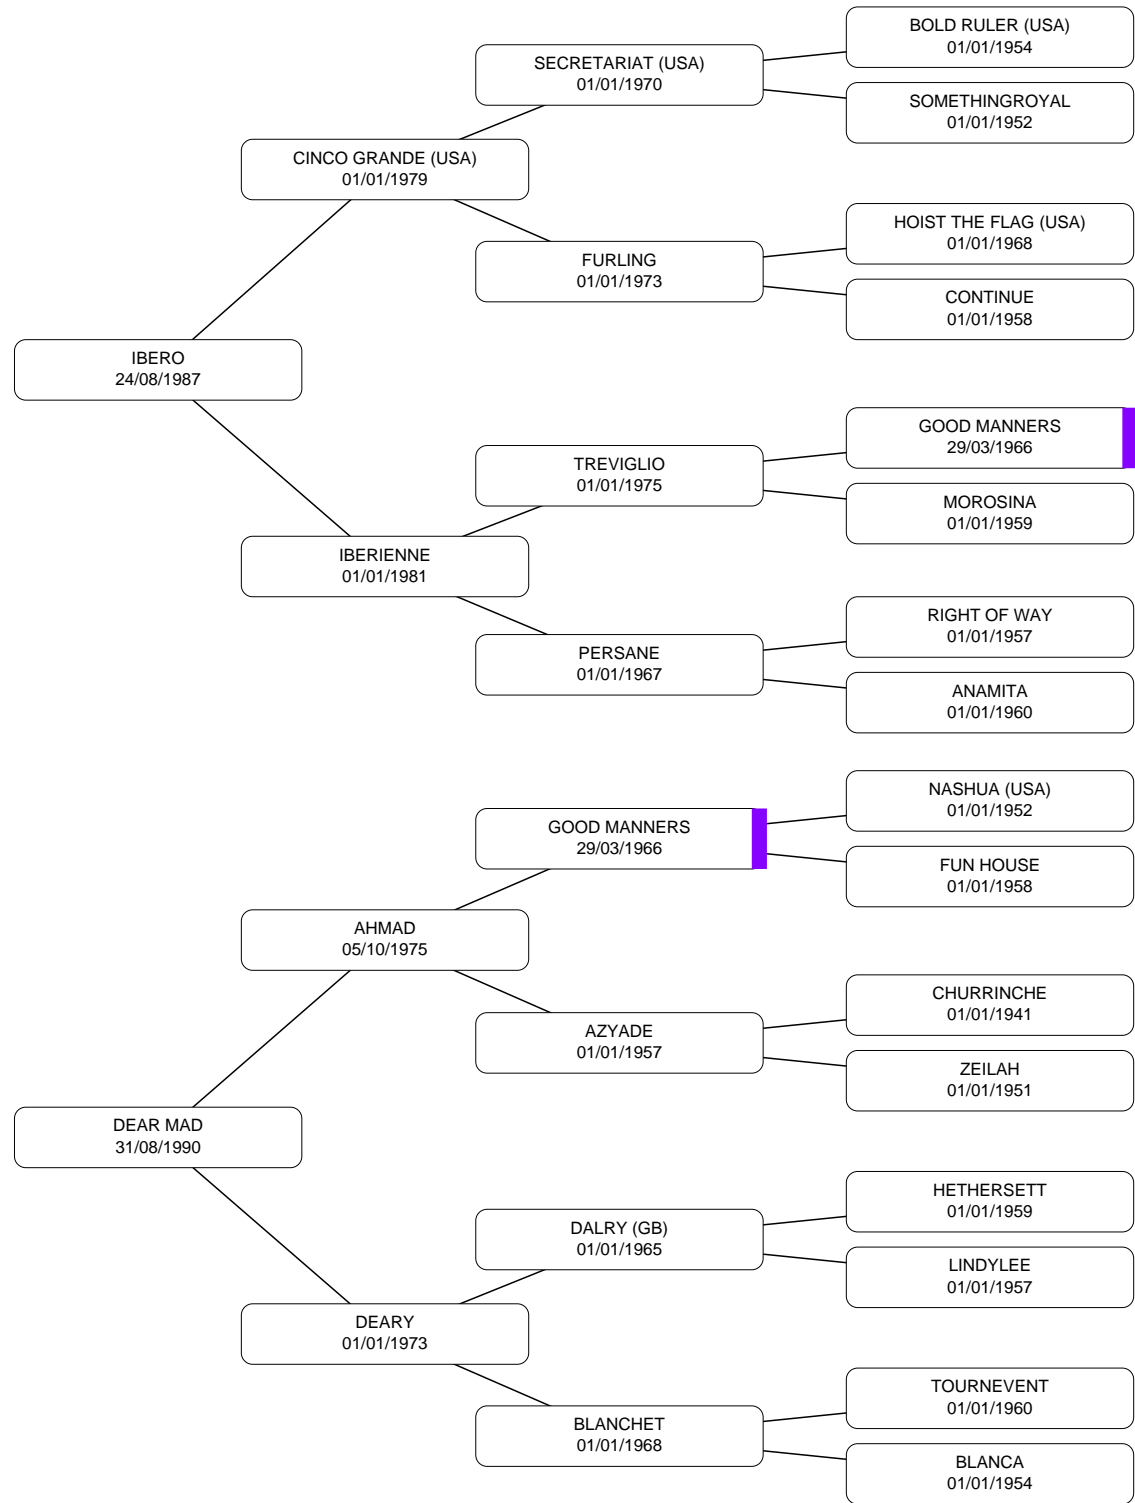 BOLD RULER (USA)
01/01/1954
SECRETARIAT (USA)
01/01/1970
SOMETHINGROYAL
01/01/1952
CINCO GRANDE (USA)
01/01/1979
HOIST THE FLAG (USA)
01/01/1968
FURLING
01/01/1973
CONTINUE
01/01/1958
IBERO
24/08/1987
GOOD MANNERS
29/03/1966
TREVIGLIO
01/01/1975
MOROSINA
01/01/1959
IBERIENNE
01/01/1981
RIGHT OF WAY
01/01/1957
PERSANE
01/01/1967
ANAMITA
01/01/1960
NASHUA (USA)
01/01/1952
GOOD MANNERS
29/03/1966
FUN HOUSE
01/01/1958
AHMAD
05/10/1975
CHURRINCHE
01/01/1941
AZYADE
01/01/1957
ZEILAH
01/01/1951
DEAR MAD
31/08/1990
HETHERSETT
01/01/1959
DALRY (GB)
01/01/1965
LINDYLEE
01/01/1957
DEARY
01/01/1973
TOURNEVENT
01/01/1960
BLANCHET
01/01/1968
BLANCA
01/01/1954